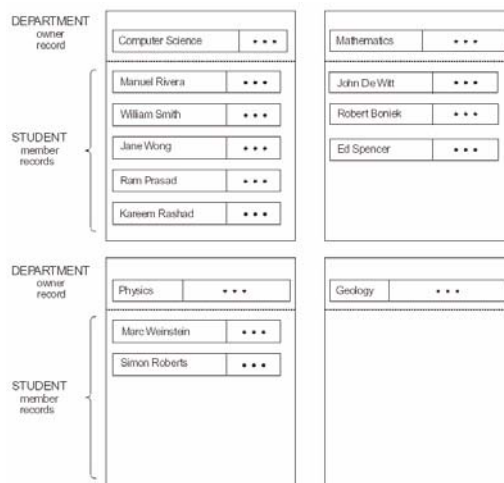 DEPARTMENT
owner
record
Computer Science • • •
Mathematics • • •
STUDENT
member
records
Manuel Rivera • • •
William Smith • • •
Jane Wong • • •
Ram Prasad • • •
Kareem Rashad • • •
John De Witt • • •
Robert Boniek • • •
Ed Spencer • • •
DEPARTMENT
owner
record
Physics • • •
Geology • • •
STUDENT
member
records
Marc Weinstein • • •
Simon Roberts • • •